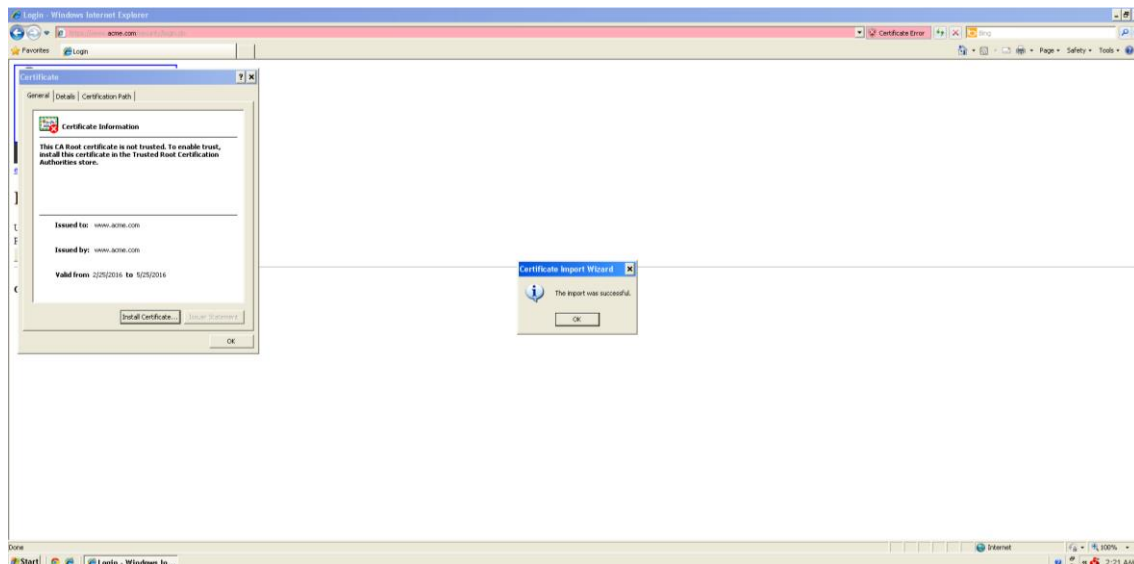 Login - Windows Internet Explorer
acme.com
Certificate Error
Bing
Favorites
Login
Page
Safety
Tools
Certificate
General
Details
Certification Path
Certificate Information
This CA Root certificate is not trusted. To enable trust,
install this certificate in the Trusted Root Certification
Authorities store.
Issued to: www.acme.com
Issued by: www.acme.com
Valid from 2/25/2016 to 5/25/2016
Install Certificate...
Issuer Statement
OK
Certificate Import Wizard
The import was successful.
OK
Done
Internet
100%
Start
Login - Windows In...
2:21 AM